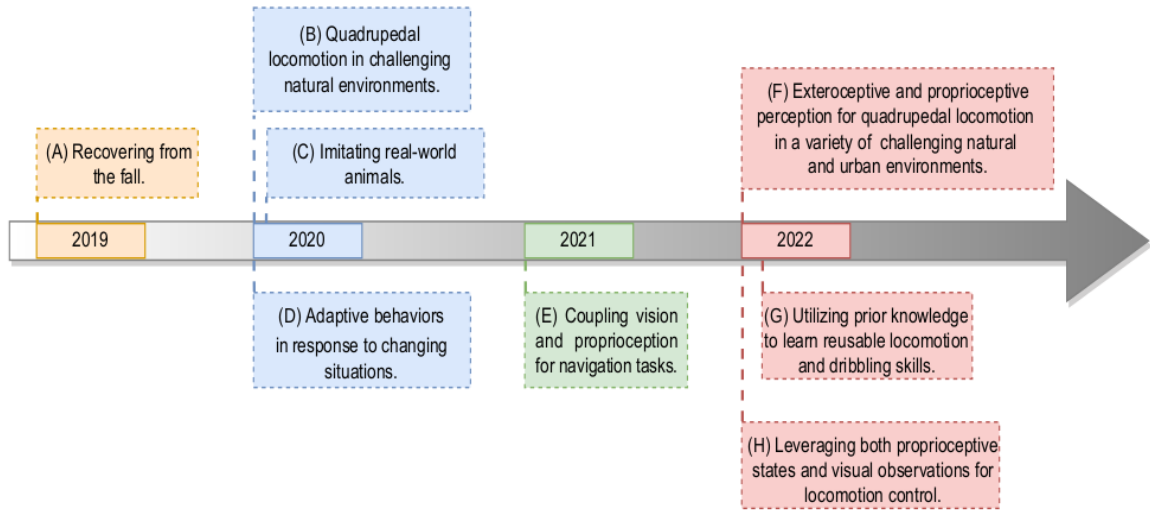 (B) Quadrupedal
locomotion in challenging
natural environments.
(F) Exteroceptive and proprioceptive
perception for quadrupedal locomotion
in a variety of challenging natural
and urban environments.
(A) Recovering from
the fall.
(C) Imitating real-world
animals.
2019
2020
2021
2022
(D) Adaptive behaviors
in response to changing
situations.
(E) Coupling vision
and proprioception
for navigation tasks.
(G) Utilizing prior knowledge
to learn reusable locomotion
and dribbling skills.
(H) Leveraging both proprioceptive
states and visual observations for
locomotion control.